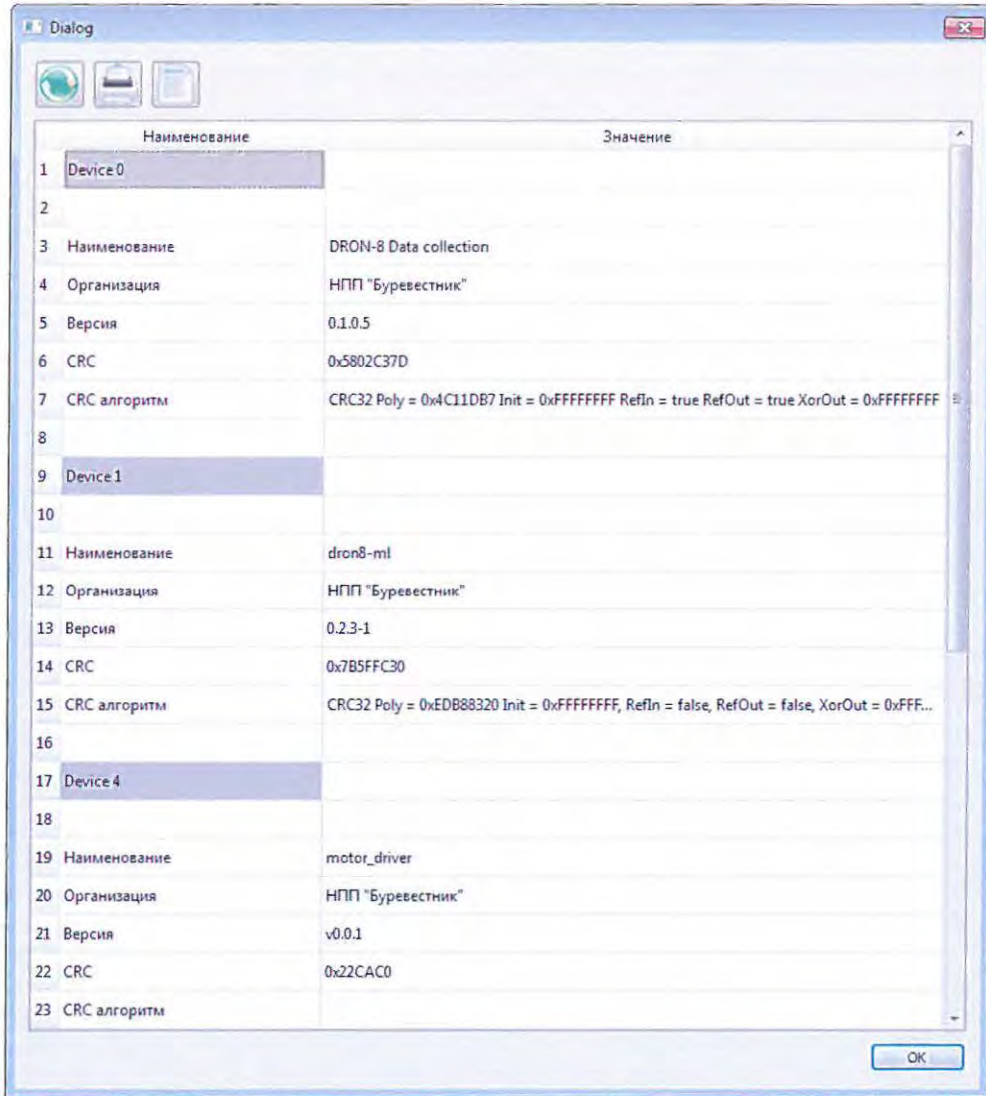 Dialog
Наименование Значение
1 Device 0
2
3 Наименование DRON-8 Data collection
4 Организация НПП "Буревестник"
5 Версия 0.1.0.5
6 CRC 0x5802C37D
7 CRC алгоритм CRC32 Poly = 0x4C11DB7 Init = 0xFFFFFFFF RefIn = true RefOut = true XorOut = 0xFFFFFFFF
8
9 Device 1
10
11 Наименование dron8-ml
12 Организация НПП "Буревестник"
13 Версия 0.2.3-1
14 CRC 0x7B5FFC30
15 CRC алгоритм CRC32 Poly = 0xEDB88320 Init = 0xFFFFFFFF, RefIn = false, RefOut = false, XorOut = 0xFFF...
16
17 Device 4
18
19 Наименование motor_driver
20 Организация НПП "Буревестник"
21 Версия v0.0.1
22 CRC 0x22CAC0
23 CRC алгоритм
OK